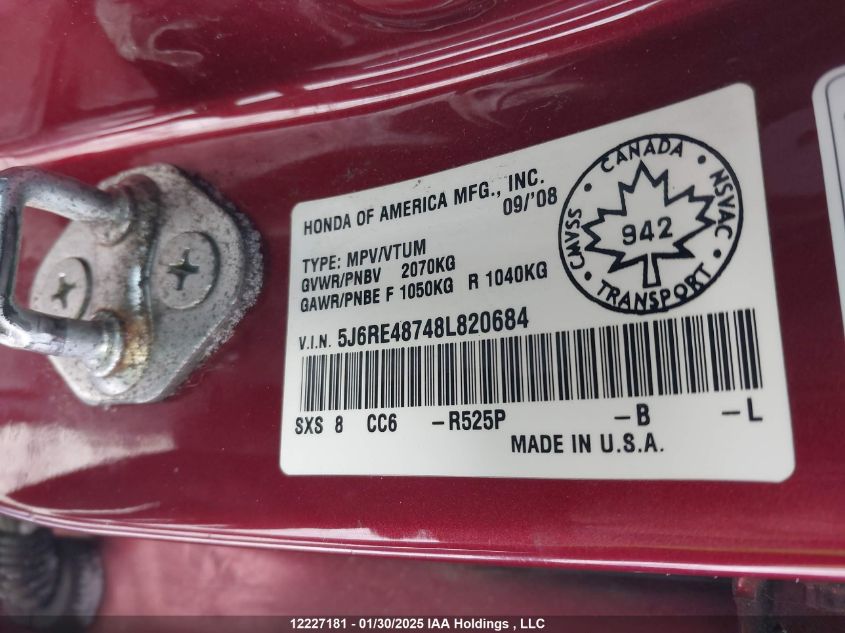 HONDA OF AMERICA MFG., INC.
09/'08
TYPE: MPV/VTUM
GVWR/PNBV 2070KG
GAWR/PNBE F 1050KG R 1040KG
V.I.N. 5J6RE48748L820684
SXS 8 CC6 -R525P -B -L
MADE IN U.S.A.
CANADA • NSVAC • TRANSPORT • CMVSS •
942
12227181 - 01/30/2025 IAA Holdings , LLC